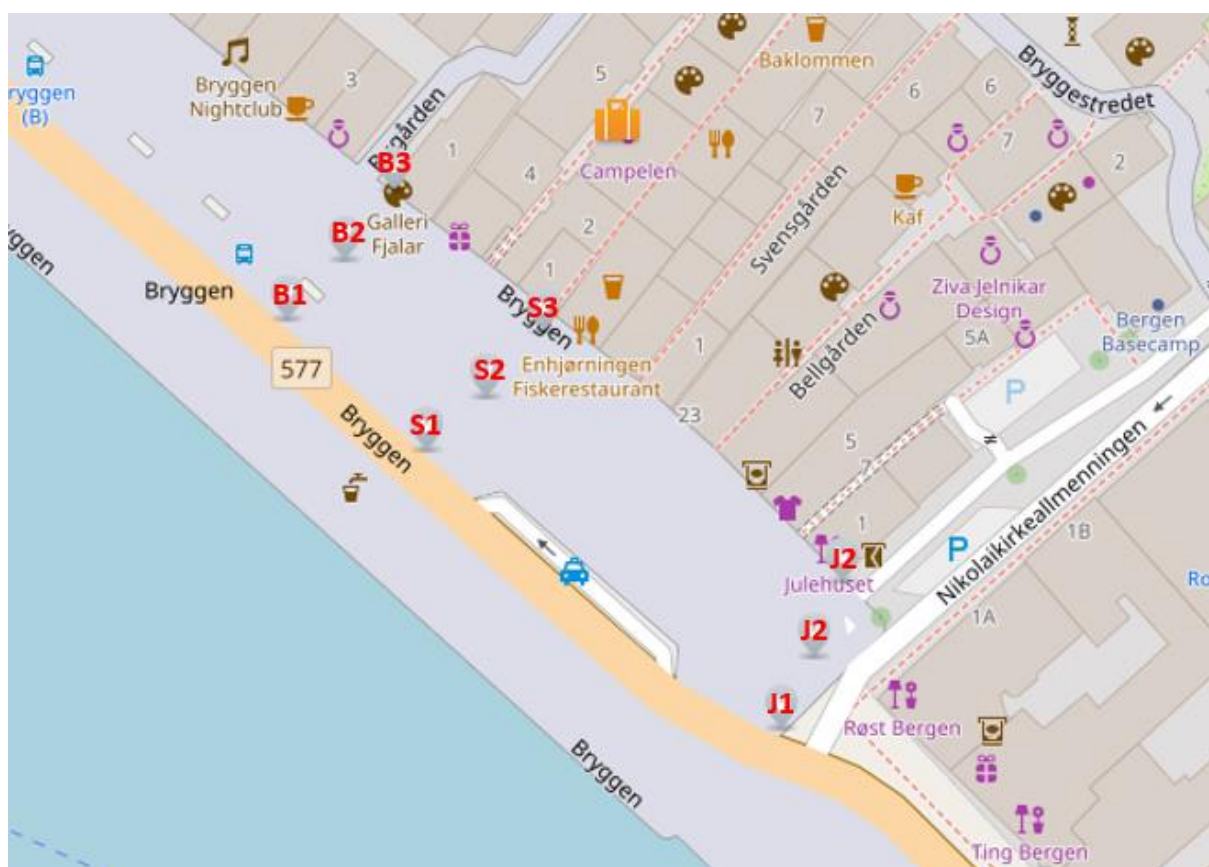 Bryggen
Nightclub
ryggen
(B)
3
5
Baklommen
7
6
6
7
Bryggestredet
2
B3
1
4
Campelen
Galleri
Fjalar
B2
2
Svensgården
Kaf
Bryggen
B1
1
Bryggen
S3
Enhjørningen
Fiskerestaurant
Ziva Jelnikar
Design
5A
Bergen
Basecamp
P
577
S2
1
Bellgården
23
Bryggen
S1
5
7
1
Nikolaikirkeallmenningen
1B
P
J2
Julehuset
Ro
1A
J2
J1
Røst Bergen
Bryggen
Ting Bergen